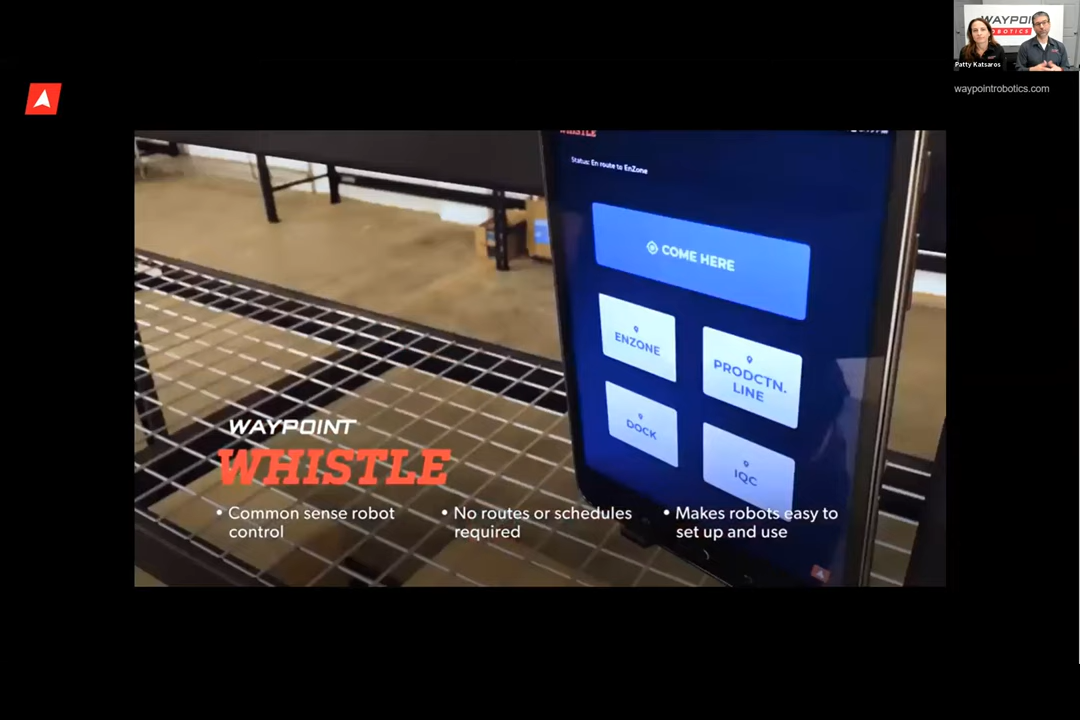 WAYPOINT
ROBOTICS
Patty Katsaros
waypointrobotics.com
WHISTLE
Status: En route to EnZone
COME HERE
ENZONE
PRODCTN.
LINE
DOCK
IQC
WAYPOINT
WHISTLE
• Common sense robot
control
• No routes or schedules
required
• Makes robots easy to
set up and use